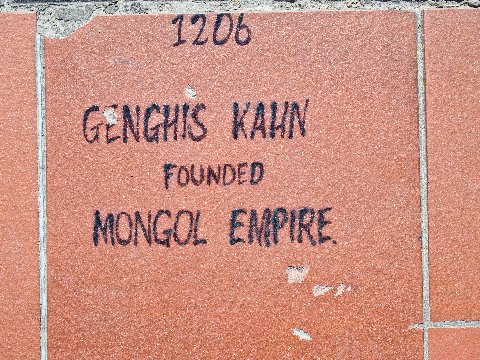 1206
GENGHIS KAHN
FOUNDED
MONGOL EMPIRE.